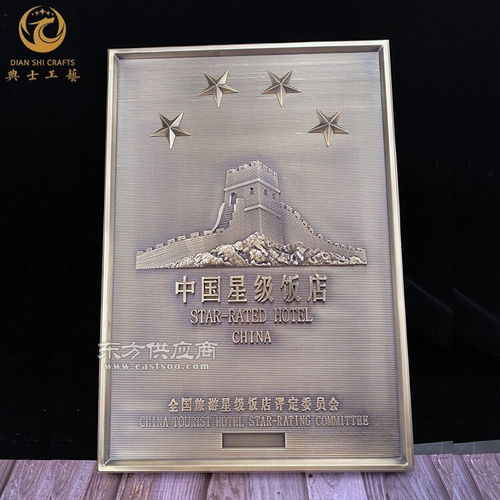 DIAN SHI CRAFTS
典士工藝
中国星级饭店
STAR-RATED HOTEL
CHINA
东方供应商
www.eastsoo.com
全国旅游星级饭店评定委员会
CHINA TOURIST HOTEL STAR-RATING COMMITTEE